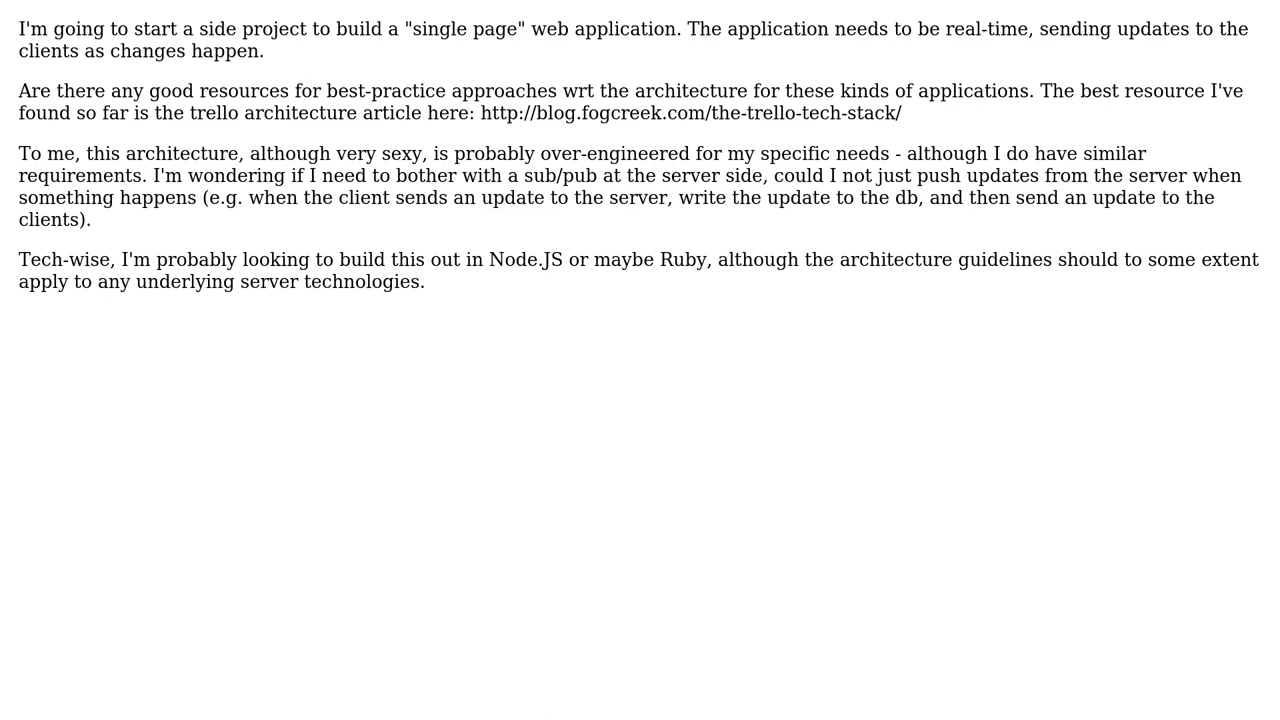 I'm going to start a side project to build a "single page" web application. The application needs to be real-time, sending updates to the
clients as changes happen.
Are there any good resources for best-practice approaches wrt the architecture for these kinds of applications. The best resource I've
found so far is the trello architecture article here: http://blog.fogcreek.com/the-trello-tech-stack/
To me, this architecture, although very sexy, is probably over-engineered for my specific needs - although I do have similar
requirements. I'm wondering if I need to bother with a sub/pub at the server side, could I not just push updates from the server when
something happens (e.g. when the client sends an update to the server, write the update to the db, and then send an update to the
clients).
Tech-wise, I'm probably looking to build this out in Node.JS or maybe Ruby, although the architecture guidelines should to some extent
apply to any underlying server technologies.